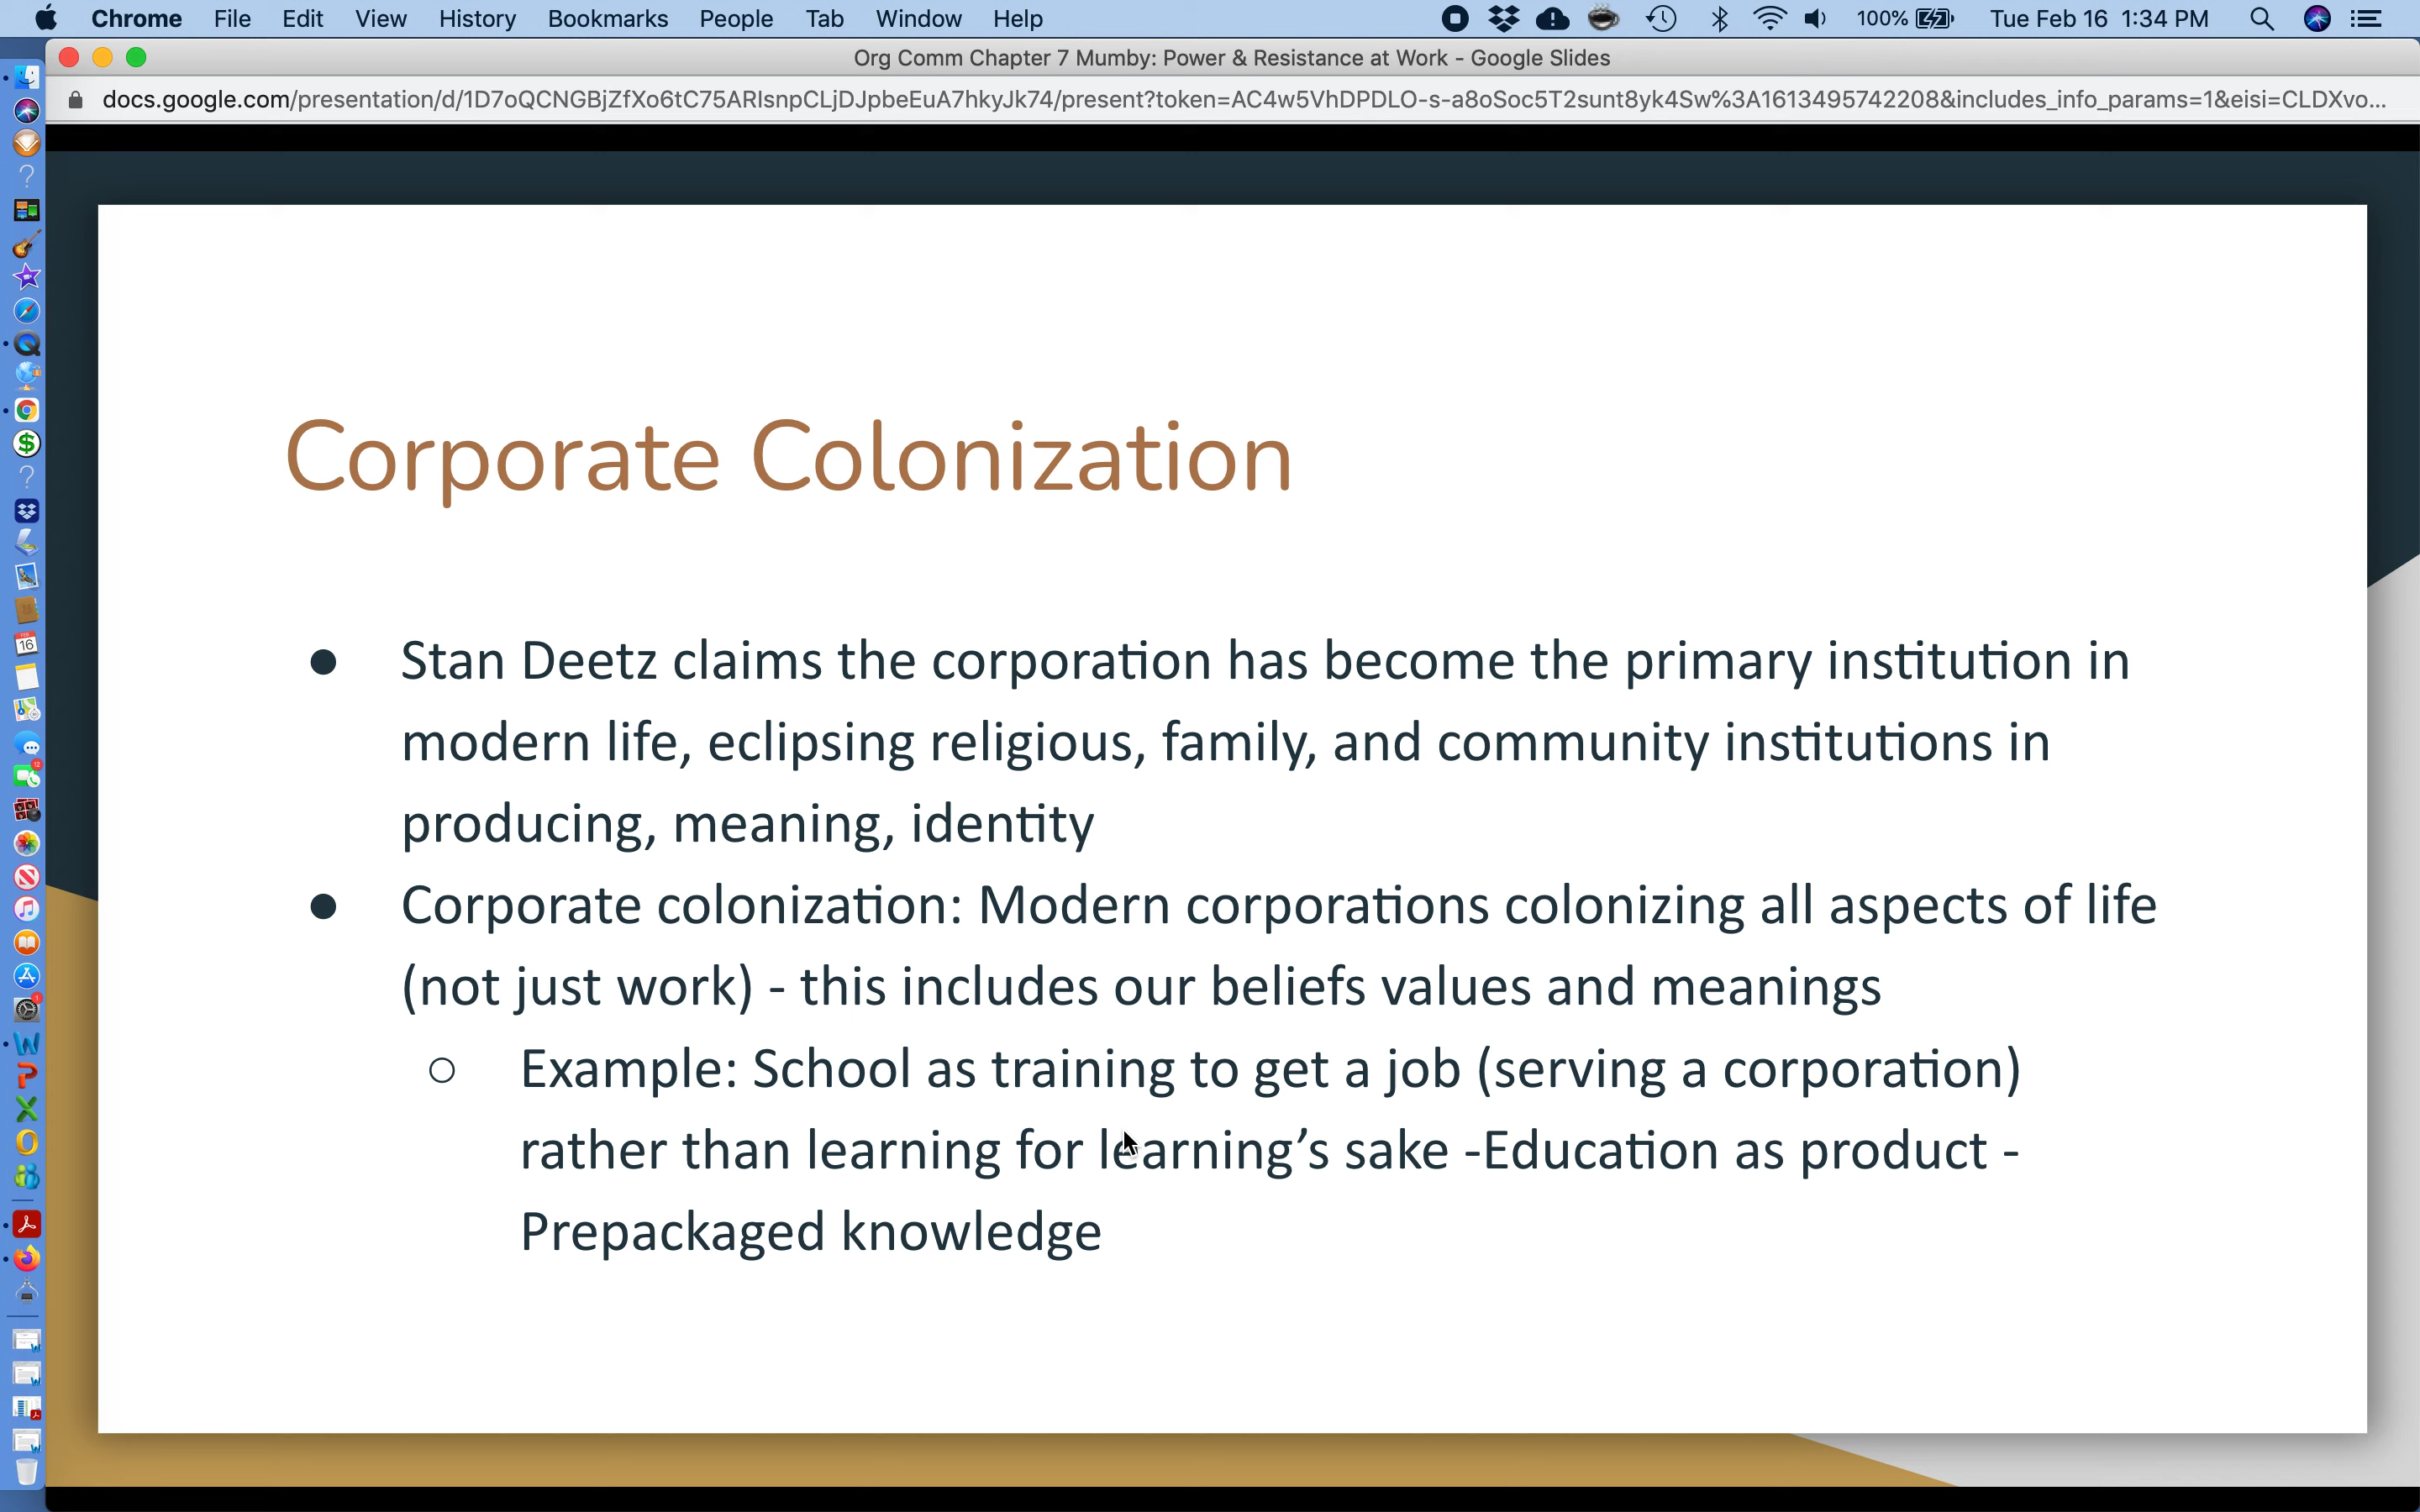 Chrome File Edit View History Bookmarks People Tab Window Help 100% Tue Feb 16 1:34 PM
Org Comm Chapter 7 Mumby: Power & Resistance at Work - Google Slides
docs.google.com/presentation/d/1D7oQCNGBjZfXo6tC75ARIsnpCLjDJpbeEuA7hkyJk74/present?token=AC4w5VhDPDLO-s-a8oSoc5T2sunt8yk4Sw%3A1613495742208&includes_info_params=1&eisi=CLDXvo...
Corporate Colonization
● Stan Deetz claims the corporation has become the primary institution in
modern life, eclipsing religious, family, and community institutions in
producing, meaning, identity
● Corporate colonization: Modern corporations colonizing all aspects of life
(not just work) - this includes our beliefs values and meanings
○ Example: School as training to get a job (serving a corporation)
rather than learning for learning’s sake -Education as product -
Prepackaged knowledge